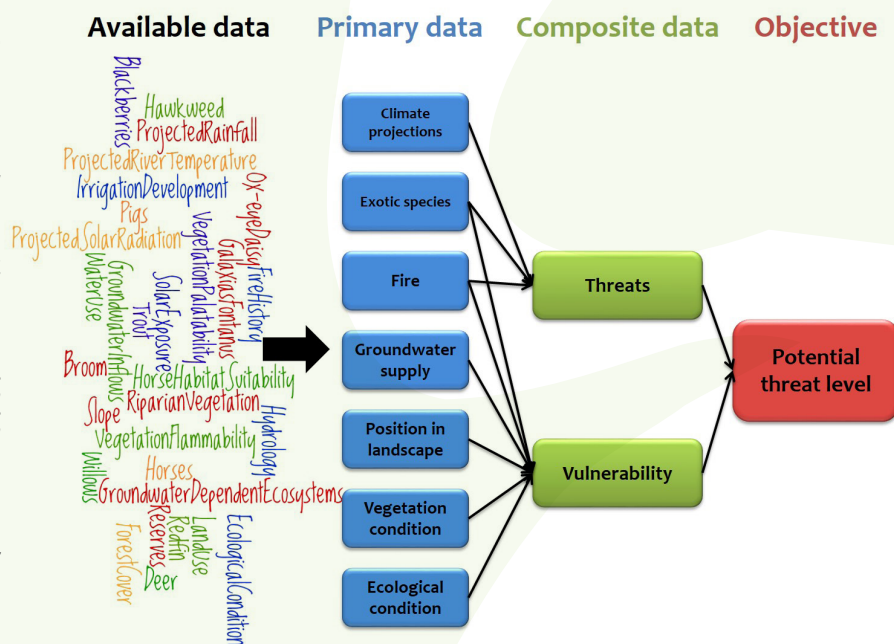 Available data
Primary data
Composite data
Objective
Blackberries
Hawkweed
ProjectedRainfall
ProjectedRiverTemperature
IrrigationDevelopment
Pigs
Ox-eyeDaisy
ProjectedSolarRadiation
VegetationPalatability
GalaxiasFontanus
FireHistory
WaterUse
GroundwaterInflows
Trout
SolarExposure
Broom
HorseHabitatSuitability
Slope
RiparianVegetation
Hydrology
VegetationFlammability
Willows
Horses
GroundwaterDependentEcosystems
ForestCover
Reserves
Redfin
LandUse
EcologicalCondition
Deer
Climate
projections
Exotic species
Fire
Groundwater
supply
Position in
landscape
Vegetation
condition
Ecological
condition
Threats
Vulnerability
Potential
threat level